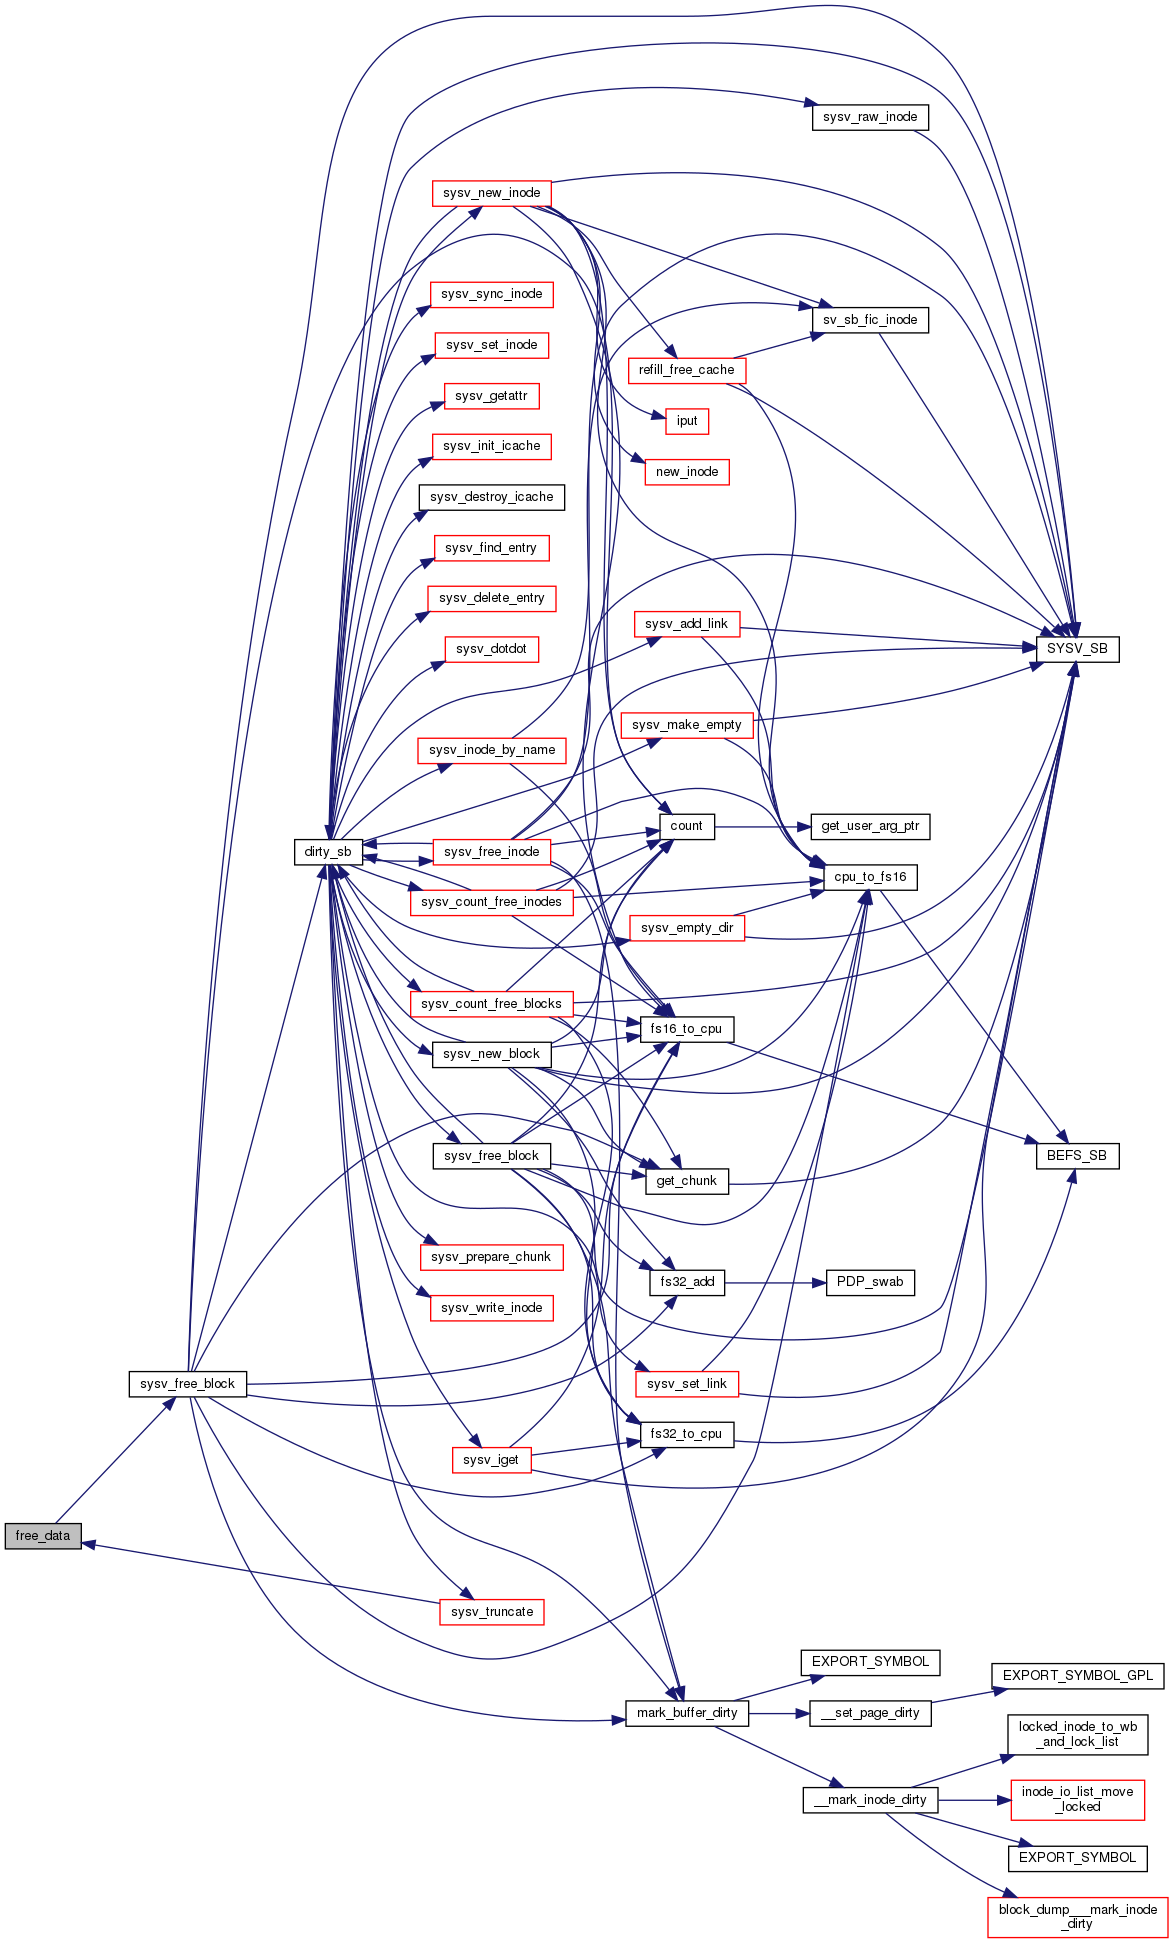 sysv_raw_inode
sysv_new_inode
sysv_sync_inode
sv_sb_fic_inode
sysv_set_inode
refill_free_cache
sysv_getattr
iput
sysv_init_icache
new_inode
sysv_destroy_icache
sysv_find_entry
sysv_delete_entry
sysv_add_link
sysv_dotdot
SYSV_SB
sysv_make_empty
sysv_inode_by_name
count
get_user_arg_ptr
dirty_sb
sysv_free_inode
cpu_to_fs16
sysv_count_free_inodes
sysv_empty_dir
sysv_count_free_blocks
fs16_to_cpu
sysv_new_block
sysv_free_block
BEFS_SB
get_chunk
sysv_prepare_chunk
fs32_add
PDP_swab
sysv_write_inode
sysv_free_block
sysv_set_link
fs32_to_cpu
sysv_iget
free_data
sysv_truncate
EXPORT_SYMBOL
EXPORT_SYMBOL_GPL
mark_buffer_dirty
__set_page_dirty
locked_inode_to_wb
_and_lock_list
__mark_inode_dirty
inode_io_list_move
_locked
EXPORT_SYMBOL
block_dump___mark_inode
_dirty